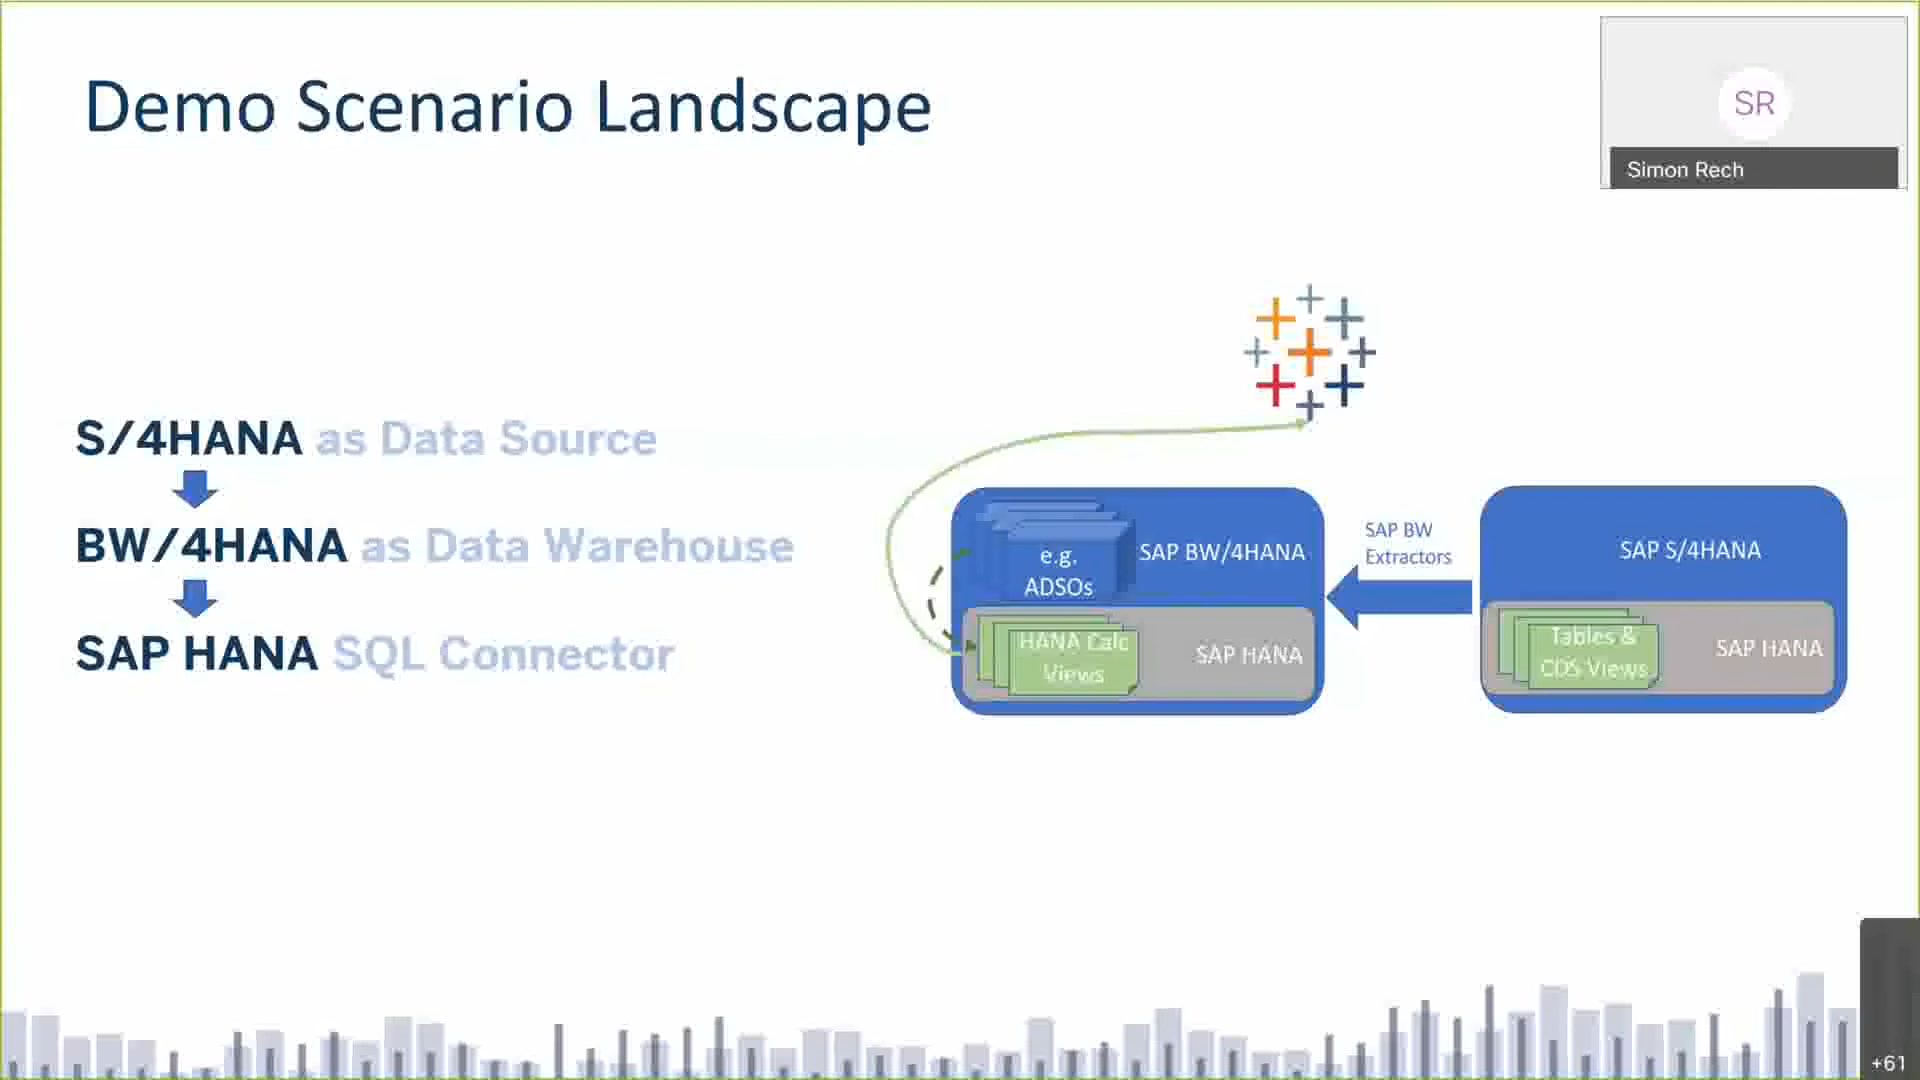 Demo Scenario Landscape
SR
Simon Rech
S/4HANA as Data Source
BW/4HANA as Data Warehouse
SAP HANA SQL Connector
e.g.
ADSOs
SAP BW/4HANA
HANA Calc
Views
SAP HANA
SAP BW
Extractors
SAP S/4HANA
Tables &
CDS Views
SAP HANA
+61